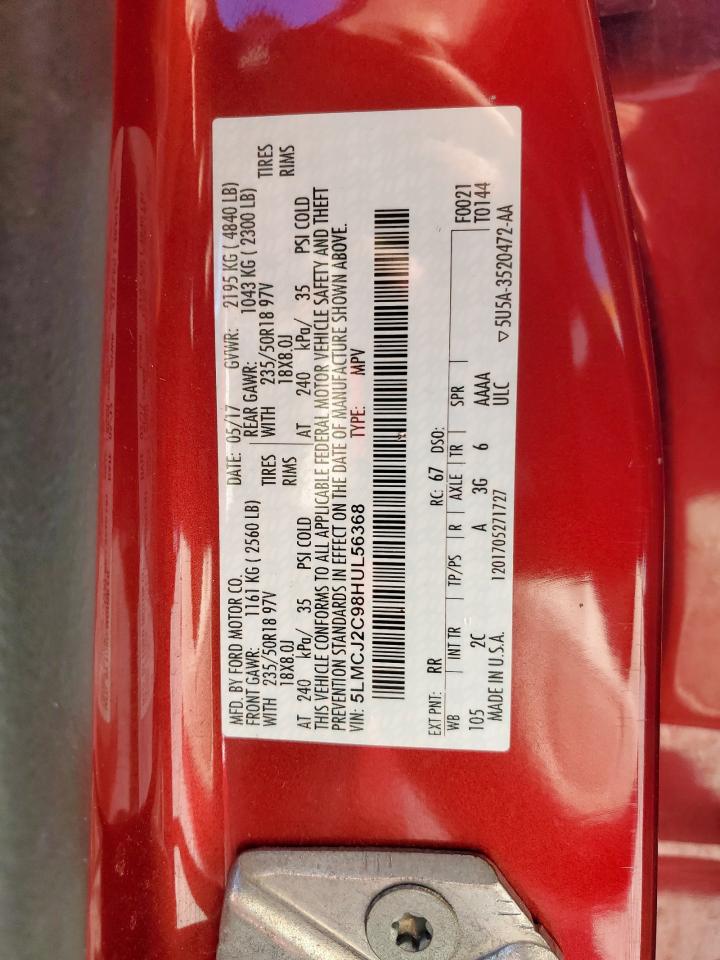 MFD. BY FORD MOTOR CO. DATE: 05/17 GVWR: 2195 KG ( 4840 LB)
FRONT GAWR: 1161 KG (2560 LB) REAR GAWR: 1043 KG ( 2300 LB)
WITH 235/50R18 97V TIRES WITH 235/50R18 97V TIRES
18X8.0J RIMS 18X8.0J RIMS
AT 240 kPa/ 35 PSI COLD AT 240 kPa/ 35 PSI COLD
THIS VEHICLE CONFORMS TO ALL APPLICABLE FEDERAL MOTOR VEHICLE SAFETY AND THEFT
PREVENTION STANDARDS IN EFFECT ON THE DATE OF MANUFACTURE SHOWN ABOVE.
VIN: 5LMCJ2C98HUL56368 TYPE: MPV
EXT PNT: RR RC: 67 DSO: F0021
WB INT TR TP/PS R AXLE TR SPR T0144
105 2C A 3G 6 AAAA
MADE IN U.S.A. 1201705271727 ULC ▽ 5U5A-3520472-AA